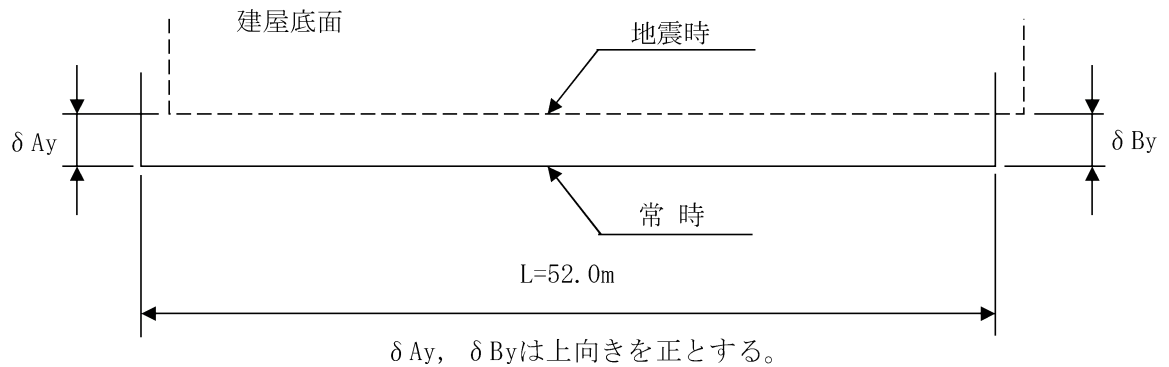 建屋底面
地震時
δAy
δBy
常 時
L=52.0m
δAy, δByは上向きを正とする。